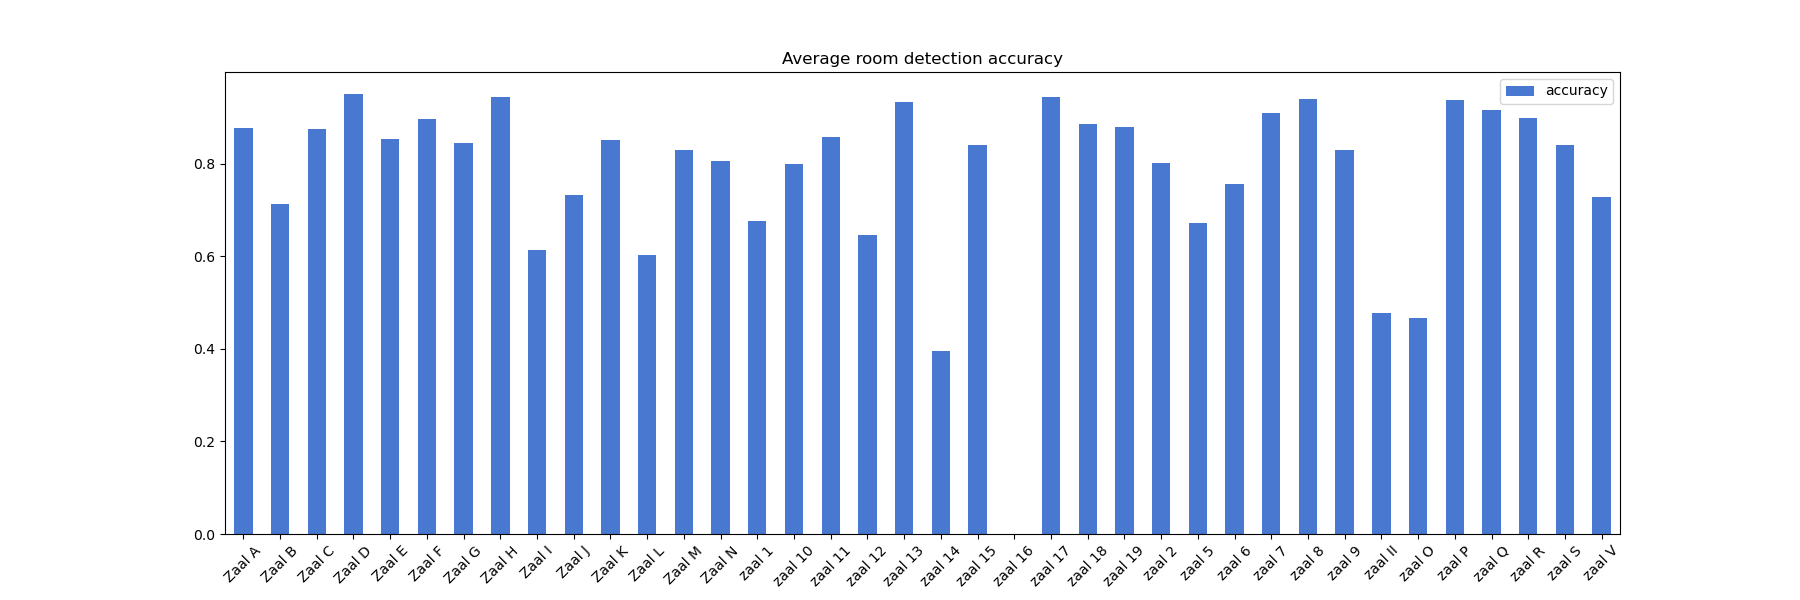 Average room detection accuracy
accuracy
0.8
0.6
0.4
0.2
0.0
Zaal A
Zaal B
Zaal C
Zaal D
Zaal E
Zaal F
Zaal G
Zaal H
Zaal I
Zaal J
Zaal K
Zaal L
Zaal M
Zaal N
zaal 1
zaal 10
zaal 11
zaal 12
zaal 13
zaal 14
zaal 15
zaal 16
zaal 17
zaal 18
zaal 19
zaal 2
zaal 5
zaal 6
zaal 7
zaal 8
zaal 9
zaal II
zaal O
zaal P
zaal Q
zaal R
zaal S
zaal V